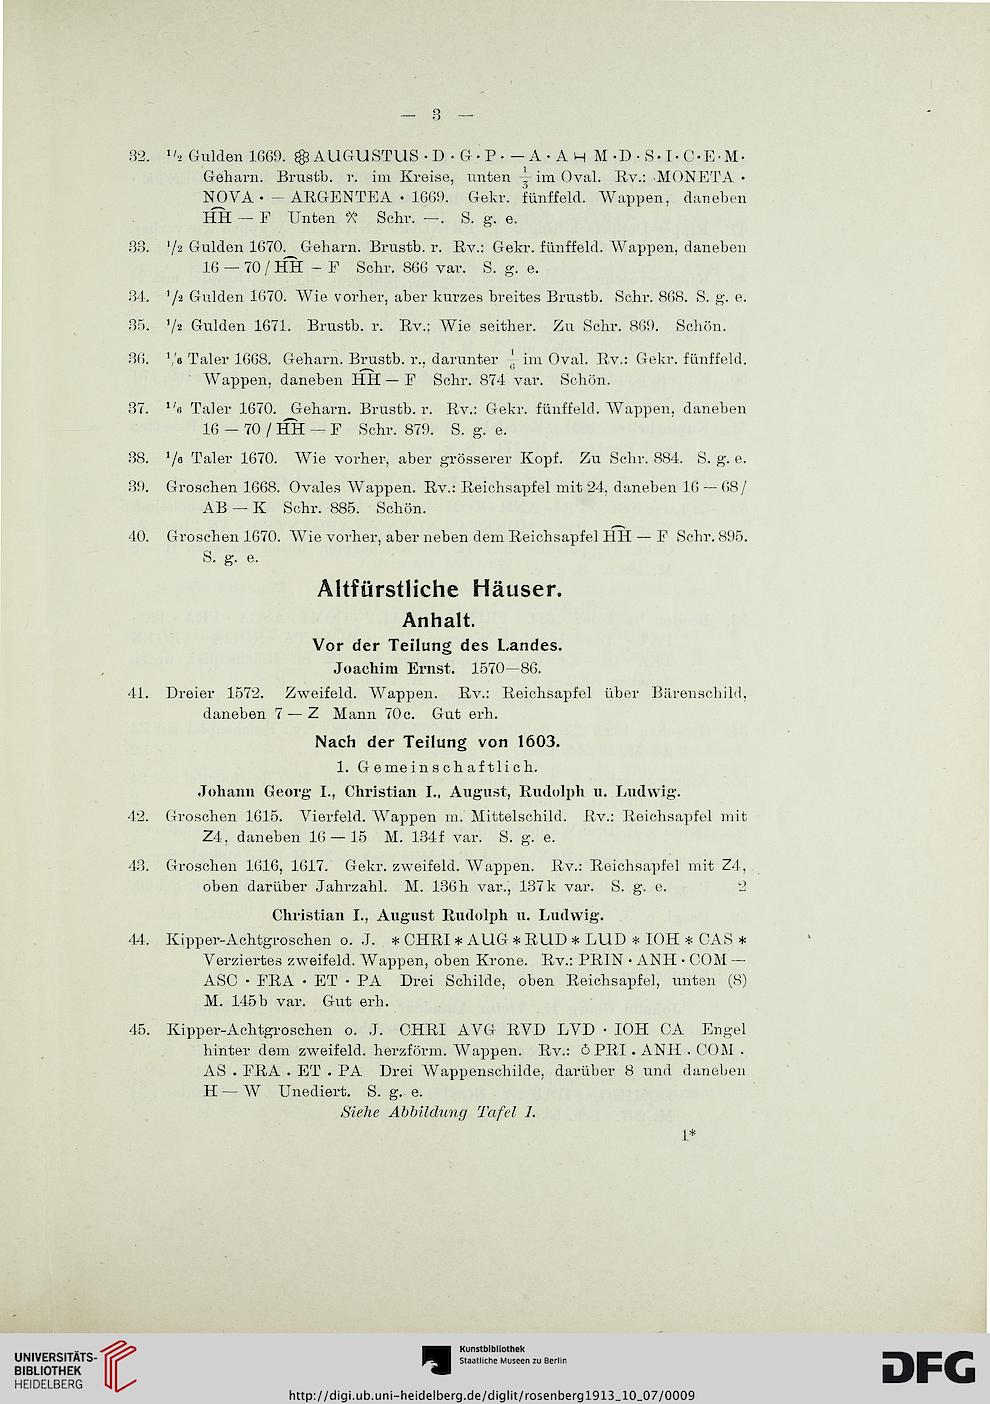 — 3 —
32. ¹/₂ Gulden 1669. AUGUSTUS · D · G · P · — A · A M · D · S · I · C · E · M ·
Geharn. Brustb. r. im Kreise, unten ⅓ im Oval. Rv.: MONETA ·
NOVA · — ARGENTEA · 1669. Gekr. fünffeld. Wappen, daneben
HH — F Unten Schr. —. S. g. e.
33. ¹/₂ Gulden 1670. Geharn. Brustb. r. Rv.: Gekr. fünffeld. Wappen, daneben
16 — 70 / HH — F Schr. 866 var. S. g. e.
34. ¹/₂ Gulden 1670. Wie vorher, aber kurzes breites Brustb. Schr. 868. S. g. e.
35. ¹/₂ Gulden 1671. Brustb. r. Rv.: Wie seither. Zu Schr. 869. Schön.
36. ¹/₆ Taler 1668. Geharn. Brustb. r., darunter ⅙ im Oval. Rv.: Gekr. fünffeld.
Wappen, daneben HH — F Schr. 874 var. Schön.
37. ¹/₆ Taler 1670. Geharn. Brustb. r. Rv.: Gekr. fünffeld. Wappen, daneben
16 — 70 / HH — F Schr. 879. S. g. e.
38. ¹/₆ Taler 1670. Wie vorher, aber grösserer Kopf. Zu Schr. 884. S. g. e.
39. Groschen 1668. Ovales Wappen. Rv.: Reichsapfel mit 24, daneben 16 — 68 /
AB — K Schr. 885. Schön.
40. Groschen 1670. Wie vorher, aber neben dem Reichsapfel HH — F Schr. 895.
S. g. e.
Altfürstliche Häuser.
Anhalt.
Vor der Teilung des Landes.
Joachim Ernst. 1570—86.
41. Dreier 1572. Zweifeld. Wappen. Rv.: Reichsapfel über Bärenschild,
daneben 7 — Z Mann 70c. Gut erh.
Nach der Teilung von 1603.
1. Gemeinschaftlich.
Johann Georg I., Christian I., August, Rudolph u. Ludwig.
42. Groschen 1615. Vierfeld. Wappen m. Mittelschild. Rv.: Reichsapfel mit
Z4, daneben 16 — 15 M. 134f var. S. g. e.
43. Groschen 1616, 1617. Gekr. zweifeld. Wappen. Rv.: Reichsapfel mit Z4,
oben darüber Jahrzahl. M. 136h var., 137k var. S. g. e. 2
Christian I., August Rudolph u. Ludwig.
44. Kipper-Achtgroschen o. J. * CHRI * AUG * RUD * LUD * IOH * CAS *
Verziertes zweifeld. Wappen, oben Krone. Rv.: PRIN · ANH · COM —
ASC · FRA · ET · PA Drei Schilde, oben Reichsapfel, unten (8)
M. 145b var. Gut erh.
45. Kipper-Achtgroschen o. J. CHRI AVG RVD LVD · IOH CA Engel
hinter dem zweifeld. herzförm. Wappen. Rv.: PRI . ANH . COM .
AS . FRA . ET . PA Drei Wappenschilde, darüber 8 und daneben
H — W Unediert. S. g. e.
Siehe Abbildung Tafel I.
1*
UNIVERSITÄTS-
BIBLIOTHEK
HEIDELBERG
Kunstbibliothek
Staatliche Museen zu Berlin
DFG
http://digi.ub.uni-heidelberg.de/diglit/rosenberg1913_10_07/0009